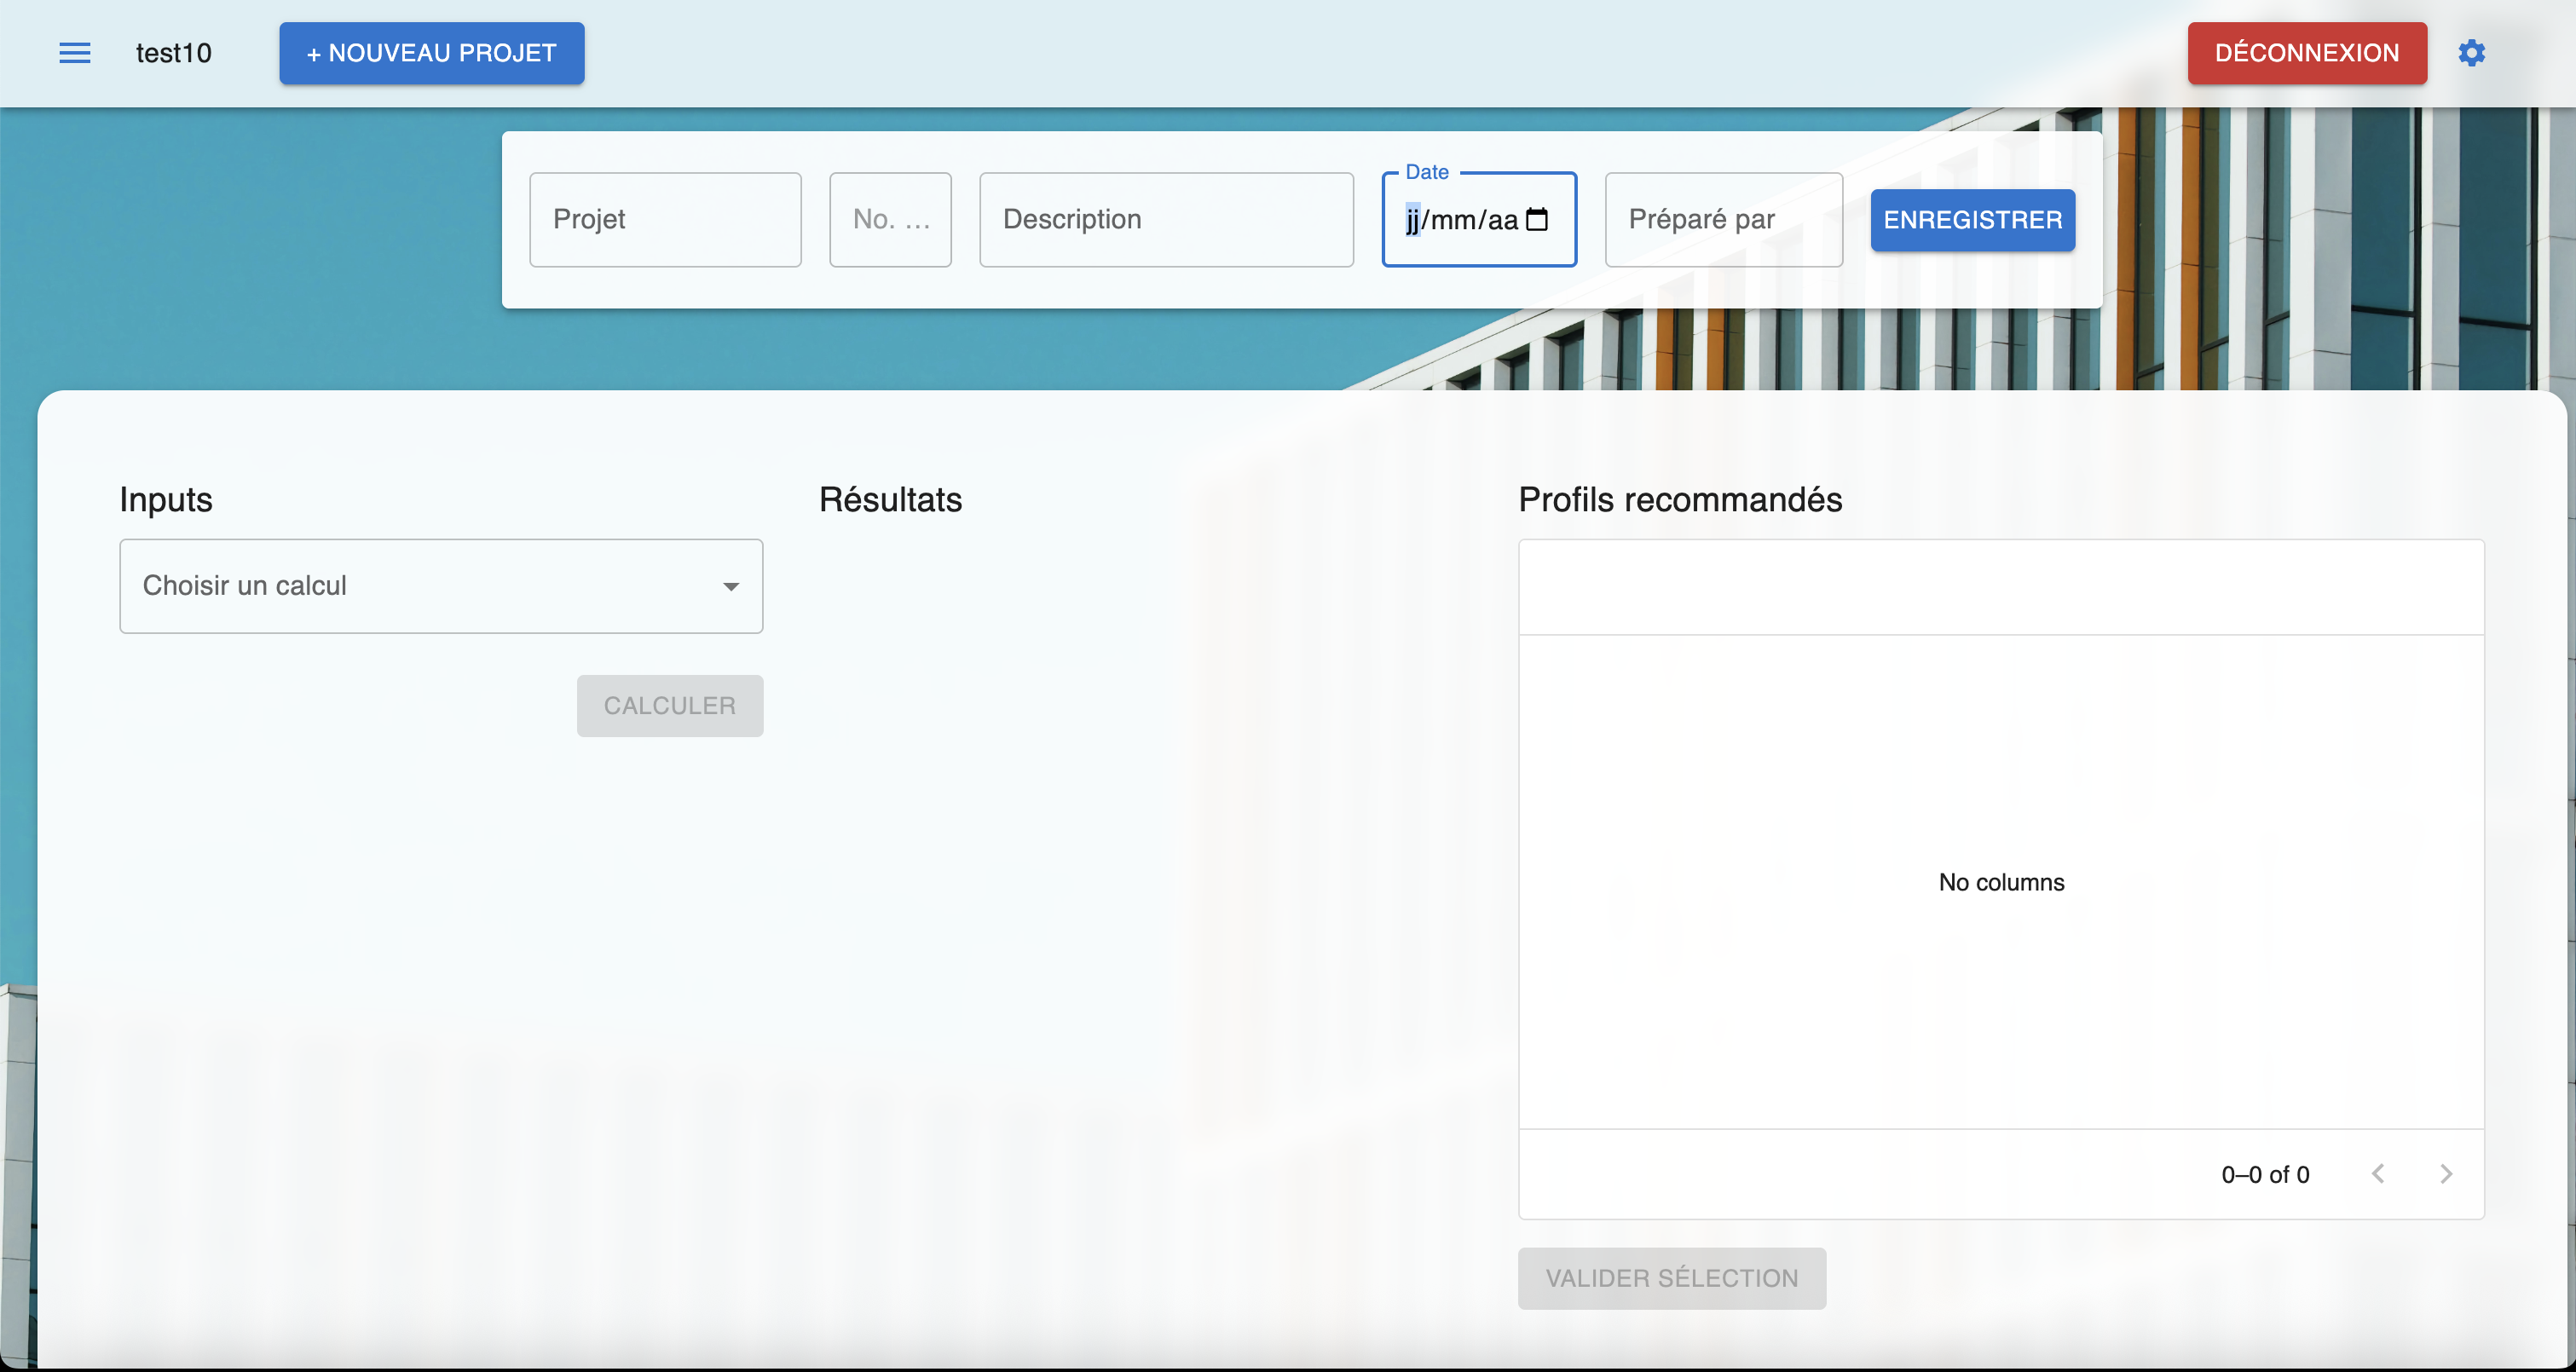 test10
+ NOUVEAU PROJET
DÉCONNEXION
Projet
No. ...
Description
Date
jj/mm/aa
Préparé par
ENREGISTRER
Inputs
Choisir un calcul
CALCULER
Résultats
Profils recommandés
No columns
0–0 of 0
VALIDER SÉLECTION